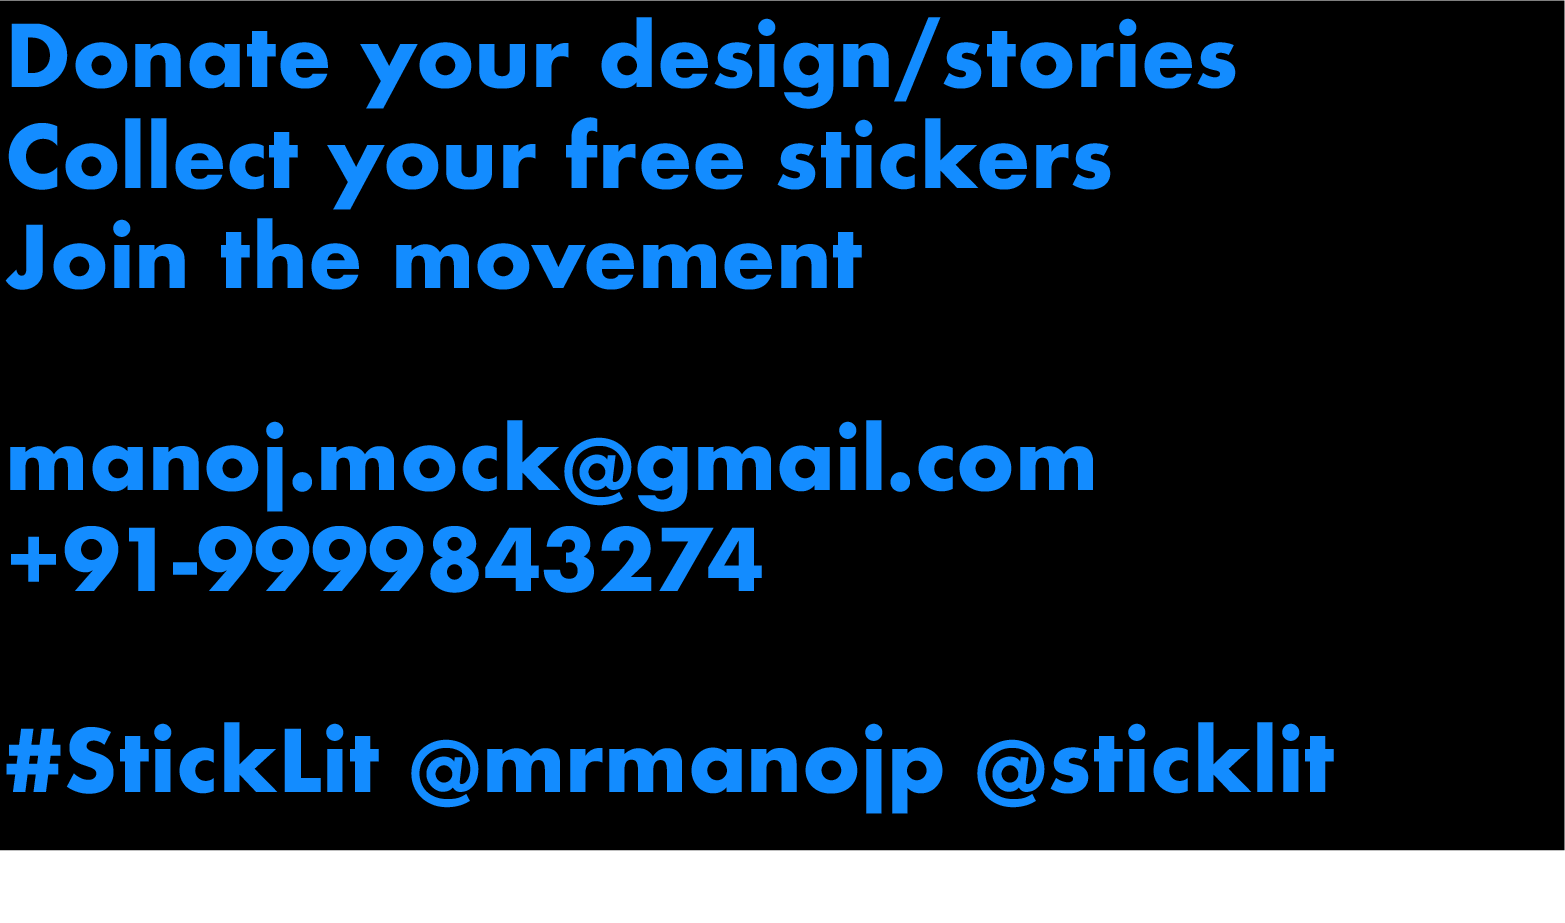 Donate your design/stories
Collect your free stickers
Join the movement
manoj.mock@gmail.com
+91-9999843274
#StickLit @mrmanojp @sticklit